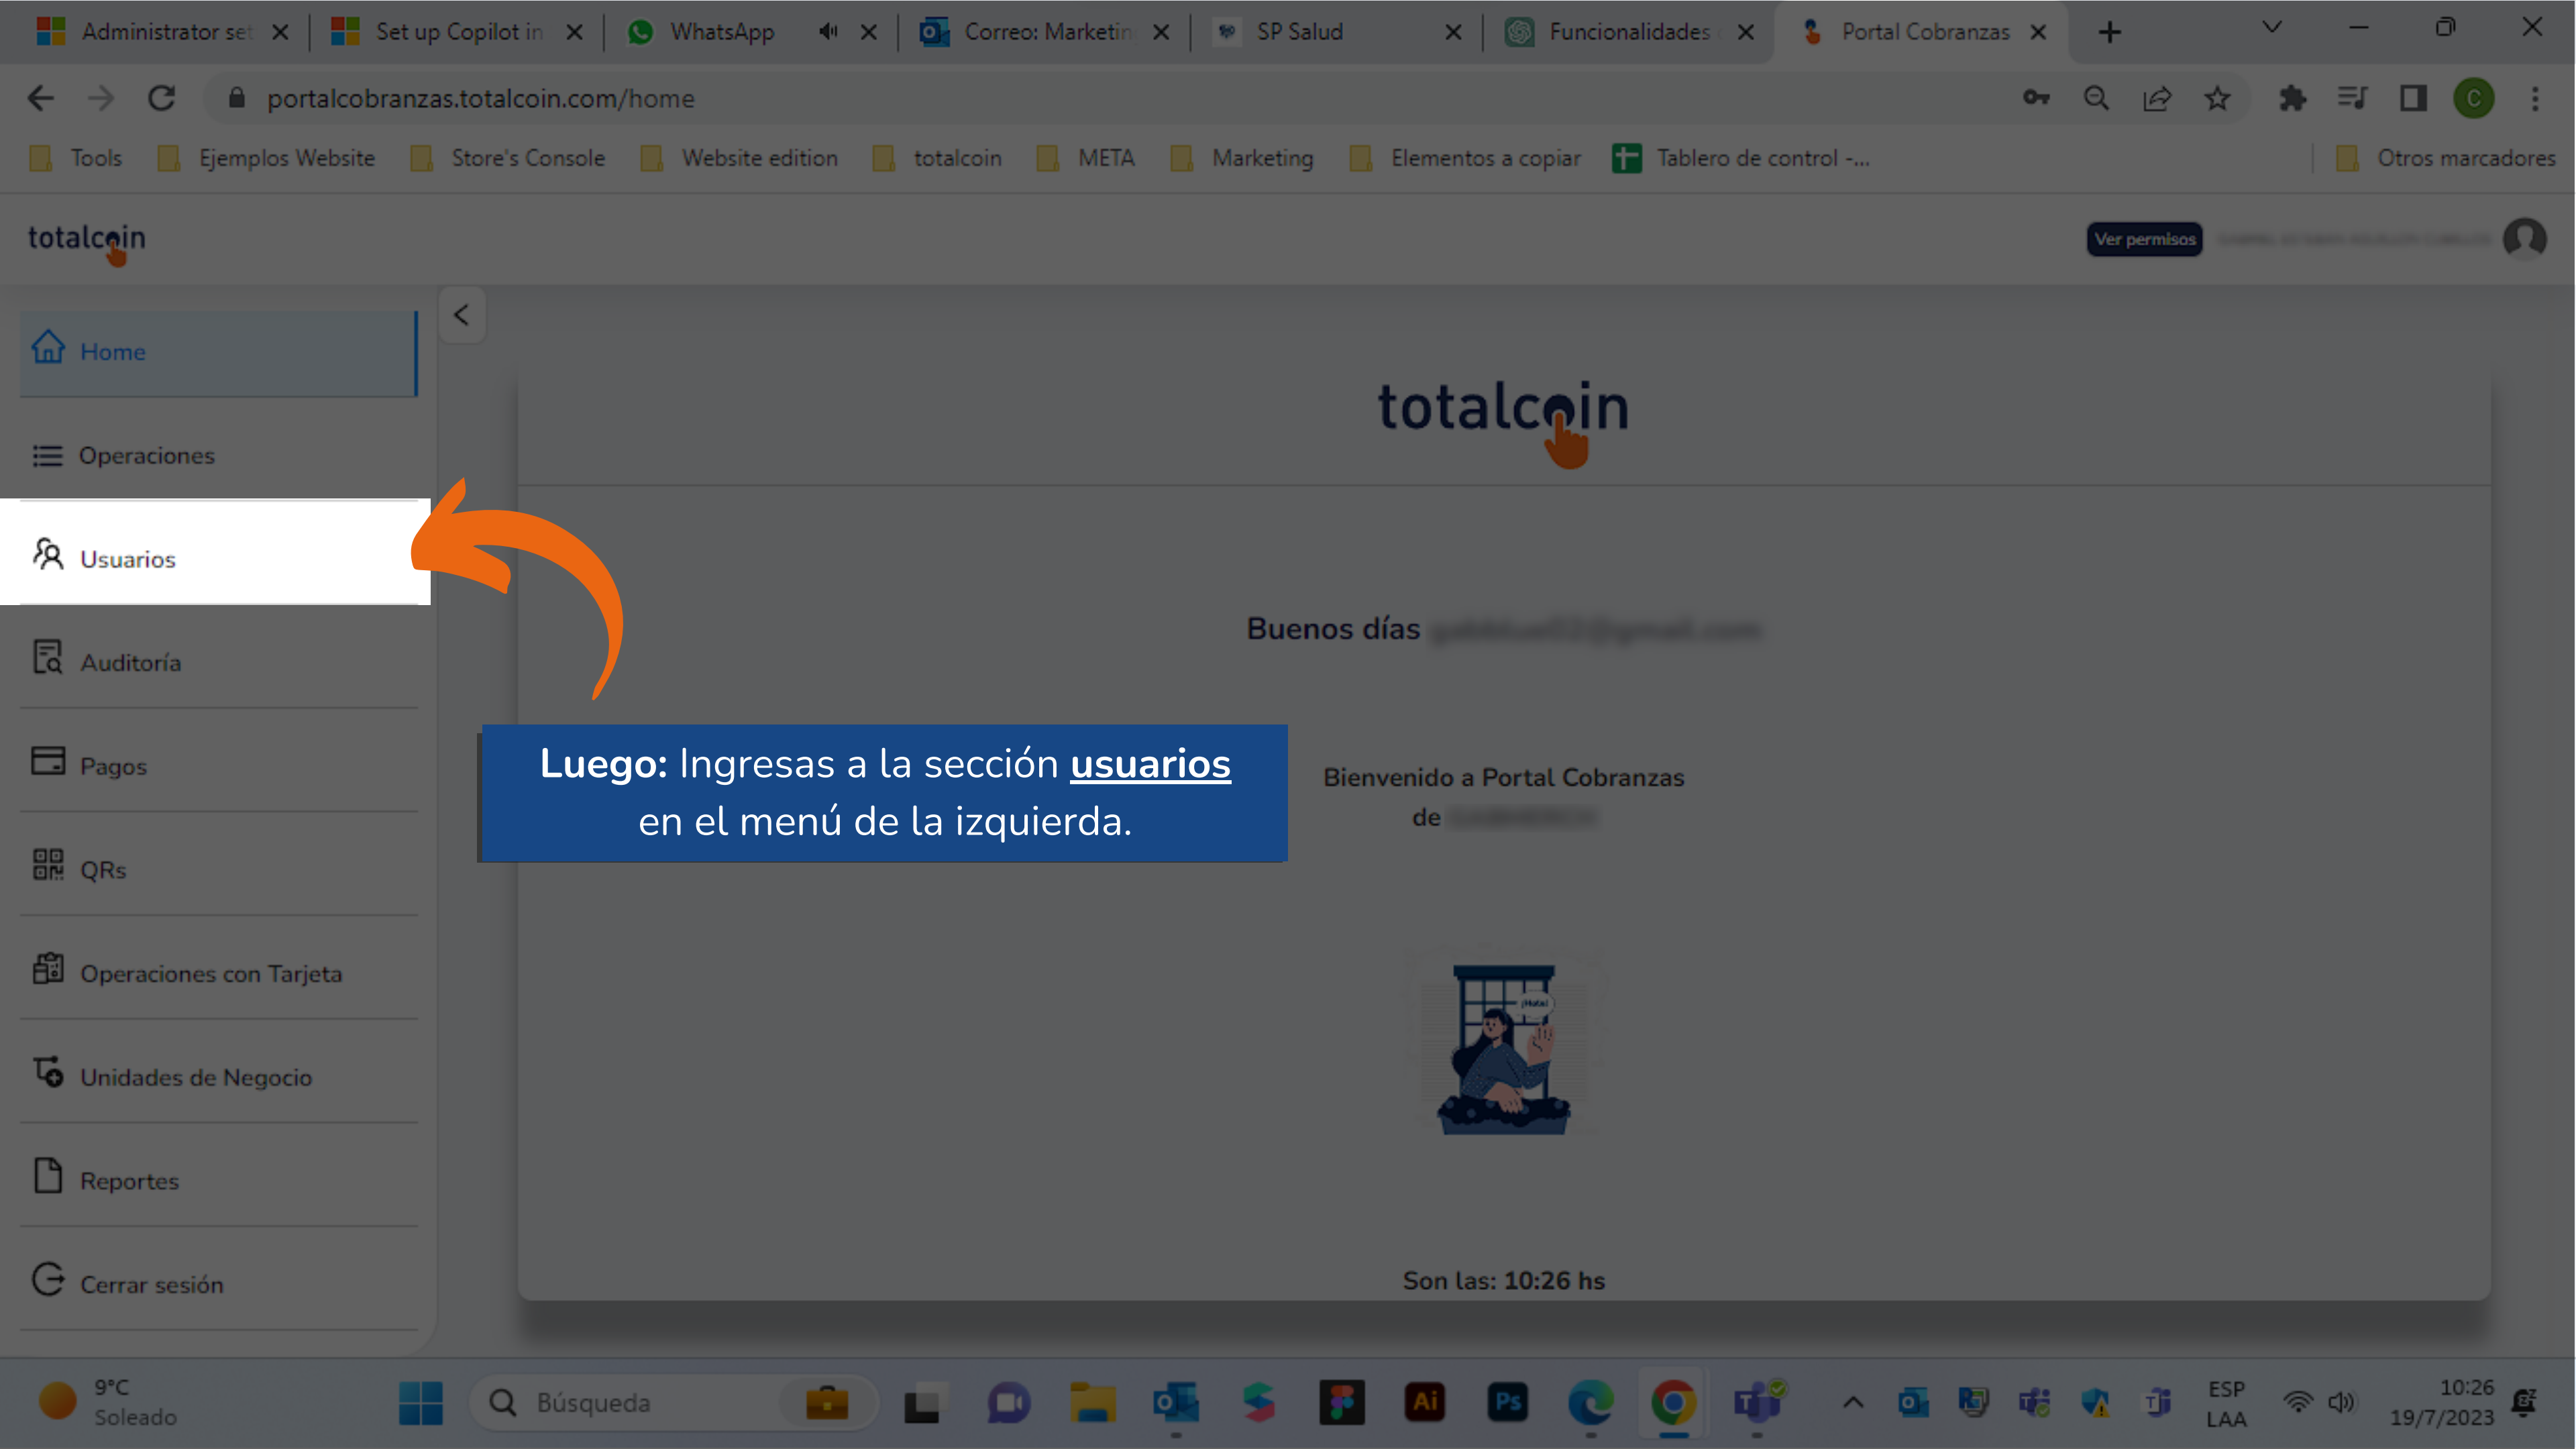 Administrator set
Set up Copilot in
WhatsApp
Correo: Marketin
SP Salud
Funcionalidades
Portal Cobranzas
portalcobranzas.totalcoin.com/home
C
Tools
Ejemplos Website
Store's Console
Website edition
totalcoin
META
Marketing
Elementos a copiar
Tablero de control -...
Otros marcadores
totalcoin
Ver permisos
Home
Operaciones
Usuarios
Auditoría
Pagos
QRs
Operaciones con Tarjeta
Unidades de Negocio
Reportes
Cerrar sesión
totalcoin
Buenos días
Luego: Ingresas a la sección usuarios
en el menú de la izquierda.
Bienvenido a Portal Cobranzas
de
¡Hola!
Son las: 10:26 hs
9°C
Soleado
Búsqueda
Ai
Ps
ESP
LAA
10:26
19/7/2023